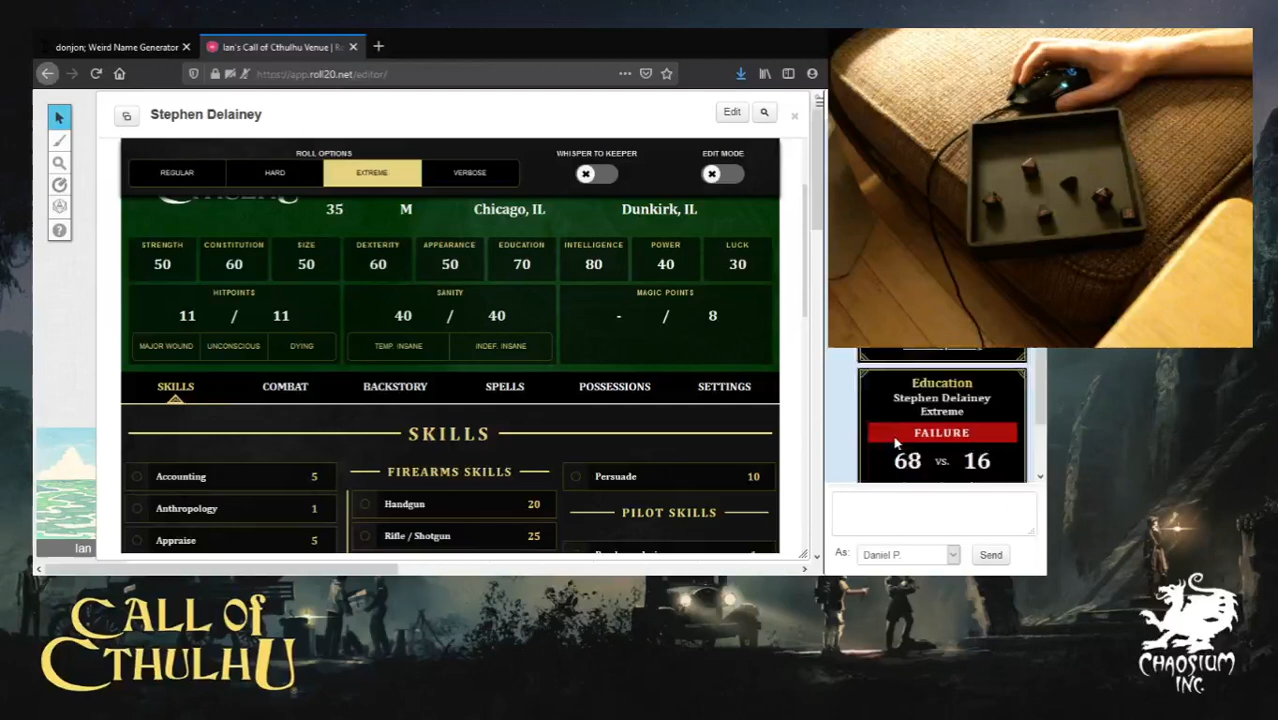 donjon; Weird Name Generator
Ian's Call of Cthulhu Venue | Ro
https://app.roll20.net/editor/
Stephen Delainey
Edit
ROLL OPTIONS
REGULAR HARD EXTREME VERBOSE
WHISPER TO KEEPER
EDIT MODE
35 M Chicago, IL Dunkirk, IL
STRENGTH CONSTITUTION SIZE DEXTERITY APPEARANCE EDUCATION INTELLIGENCE POWER LUCK
50 60 50 60 50 70 80 40 30
HITPOINTS SANITY MAGIC POINTS
11 / 11 40 / 40 - / 8
MAJOR WOUND UNCONSCIOUS DYING TEMP. INSANE INDEF. INSANE
SKILLS COMBAT BACKSTORY SPELLS POSSESSIONS SETTINGS
SKILLS
Accounting 5
Anthropology 1
Appraise 5
FIREARMS SKILLS
Handgun 20
Rifle / Shotgun 25
Persuade 10
PILOT SKILLS
Ian
Education
Stephen Delainey
Extreme
FAILURE
68 vs. 16
As: Daniel P. Send
CALL of
CTHULHU
CHAOSIUM
INC.